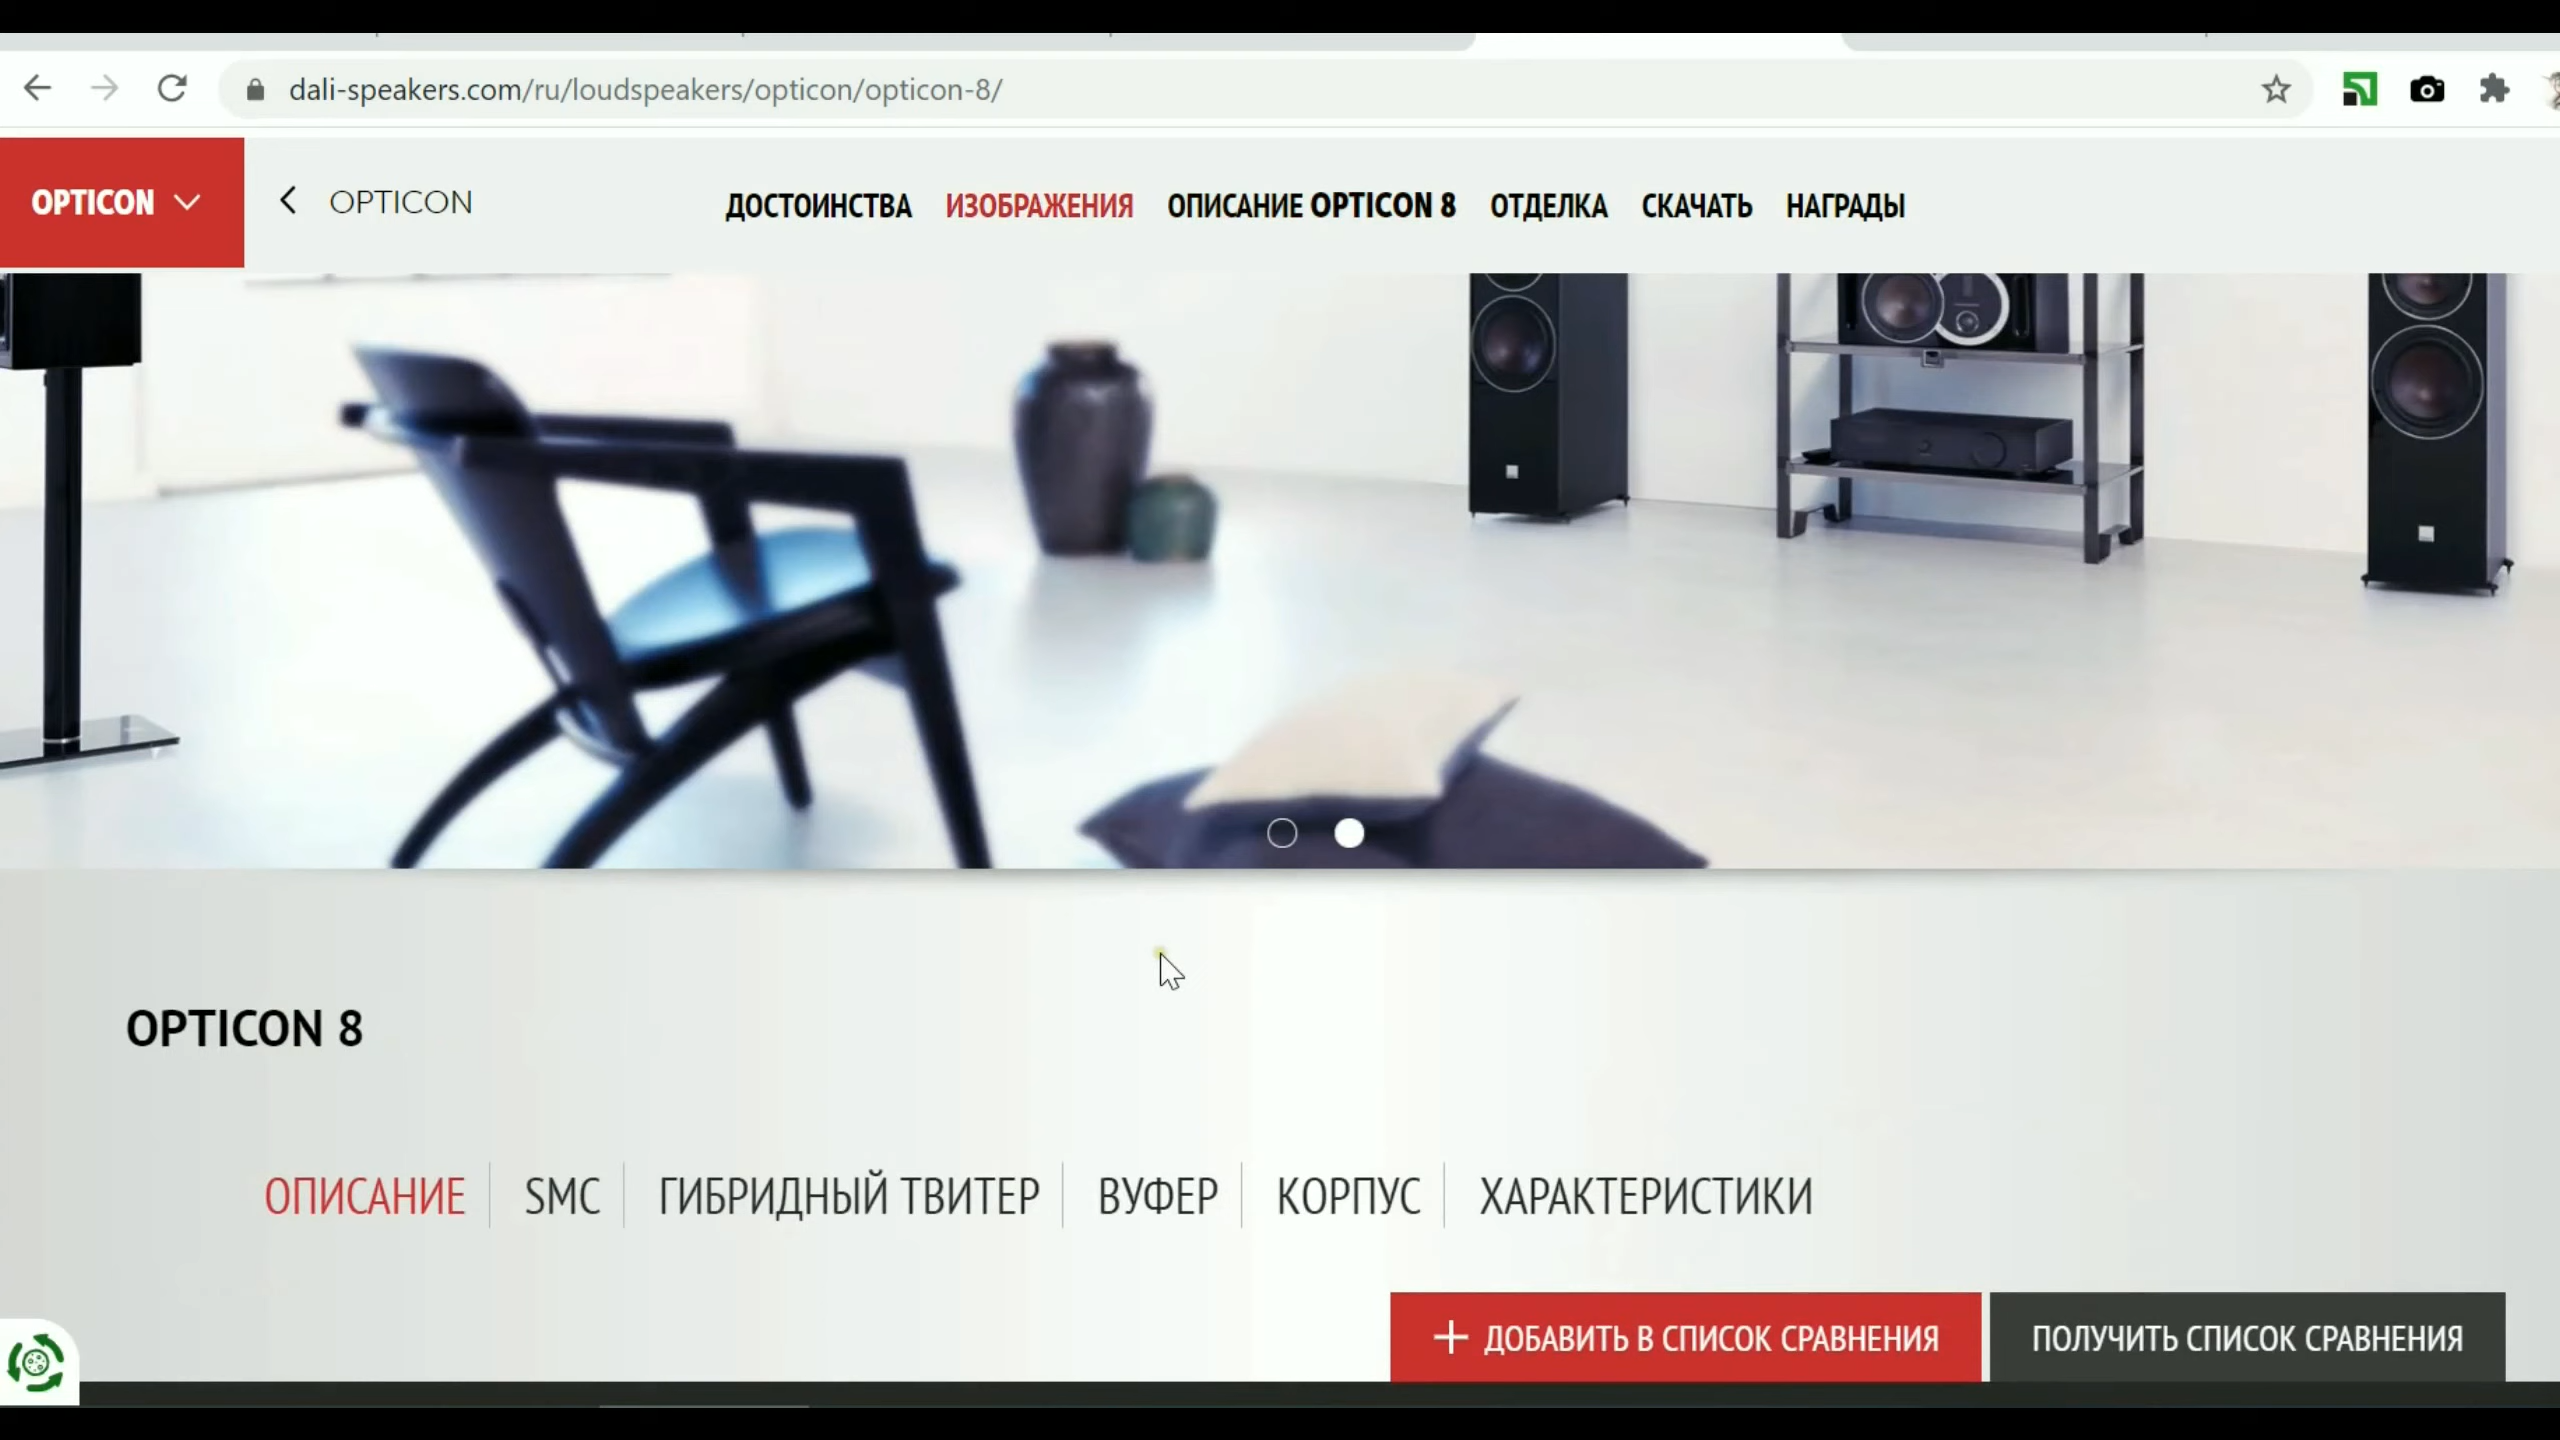 dali-speakers.com/ru/loudspeakers/opticon/opticon-8/
OPTICON
OPTICON
ДОСТОИНСТВА ИЗОБРАЖЕНИЯ ОПИСАНИЕ OPTICON 8 ОТДЕЛКА СКАЧАТЬ НАГРАДЫ
OPTICON 8
ОПИСАНИЕ SMC ГИБРИДНЫЙ ТВИТЕР ВУФЕР КОРПУС ХАРАКТЕРИСТИКИ
ДОБАВИТЬ В СПИСОК СРАВНЕНИЯ ПОЛУЧИТЬ СПИСОК СРАВНЕНИЯ